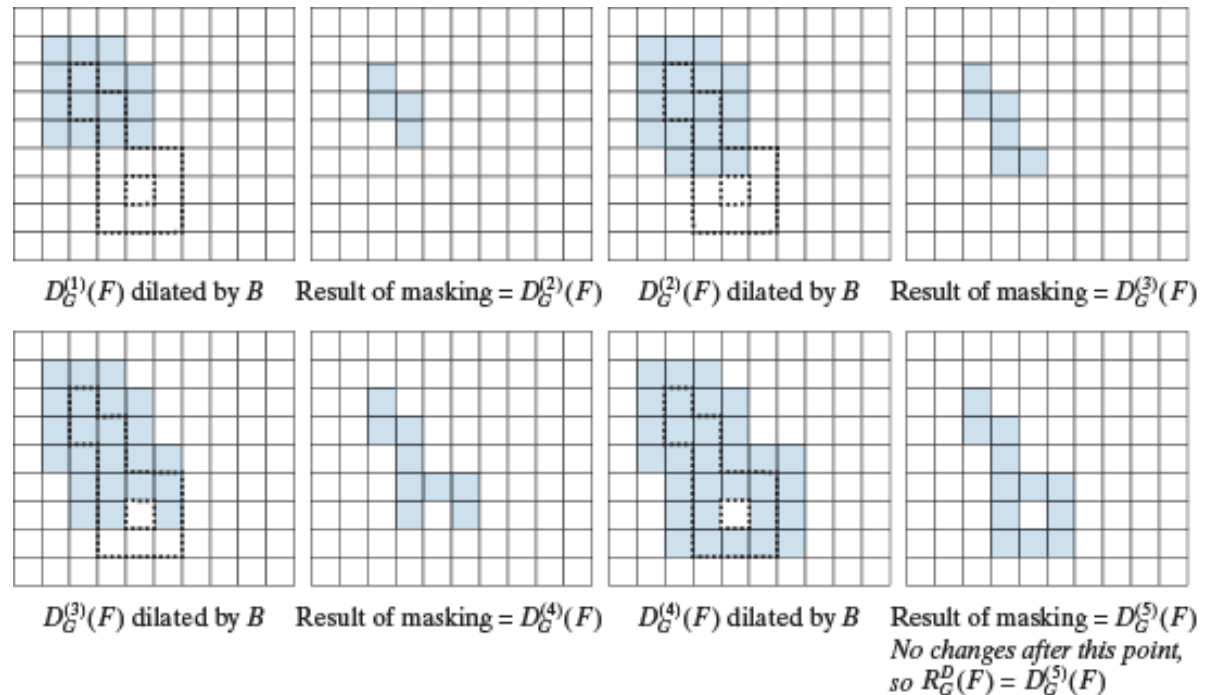 D_G^(1)(F) dilated by B
Result of masking = D_G^(2)(F)
D_G^(2)(F) dilated by B
Result of masking = D_G^(3)(F)
D_G^(3)(F) dilated by B
Result of masking = D_G^(4)(F)
D_G^(4)(F) dilated by B
Result of masking = D_G^(5)(F)
No changes after this point,
so R_G^D(F) = D_G^(5)(F)